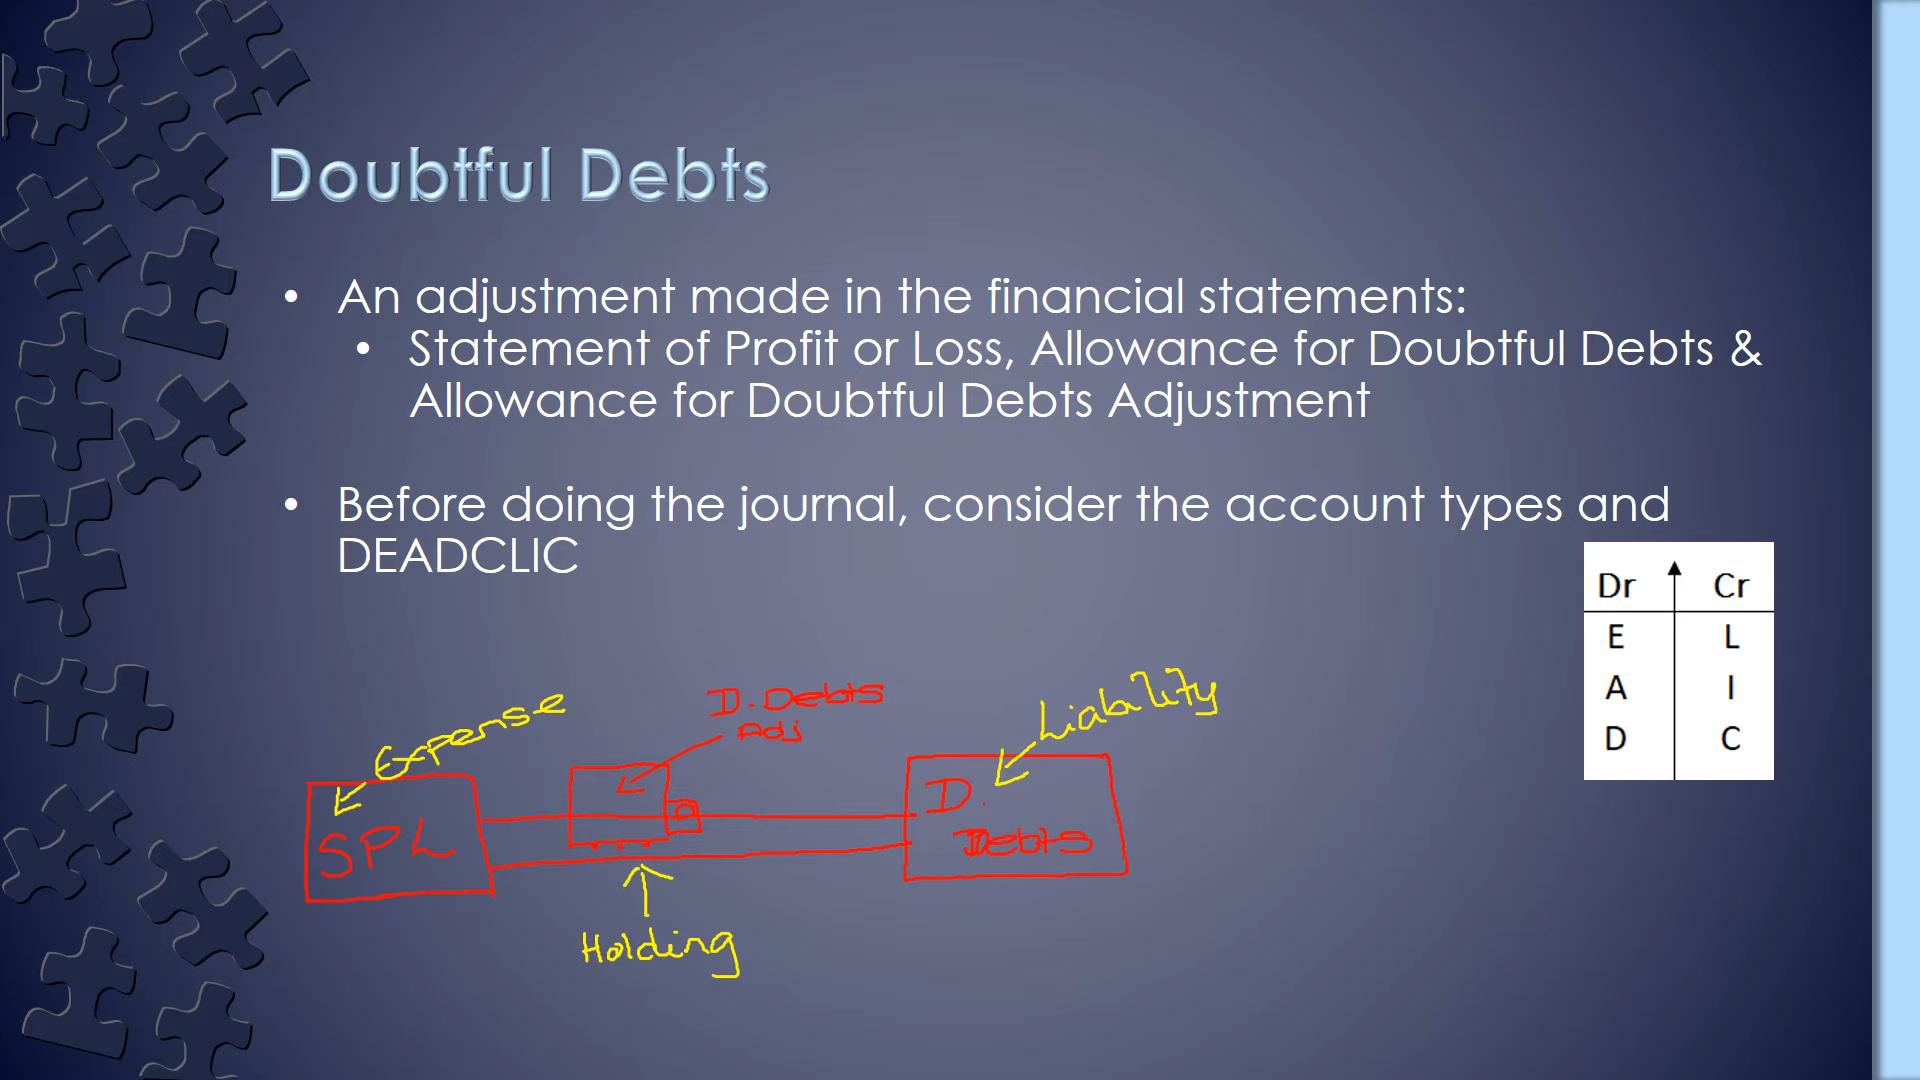 Doubtful Debts
• An adjustment made in the financial statements:
• Statement of Profit or Loss, Allowance for Doubtful Debts &
Allowance for Doubtful Debts Adjustment
• Before doing the journal, consider the account types and
DEADCLIC
Dr Cr
E L
A I
D C
Expense
D. Debts
Adj
Liability
SPL
D.
Debts
Holding